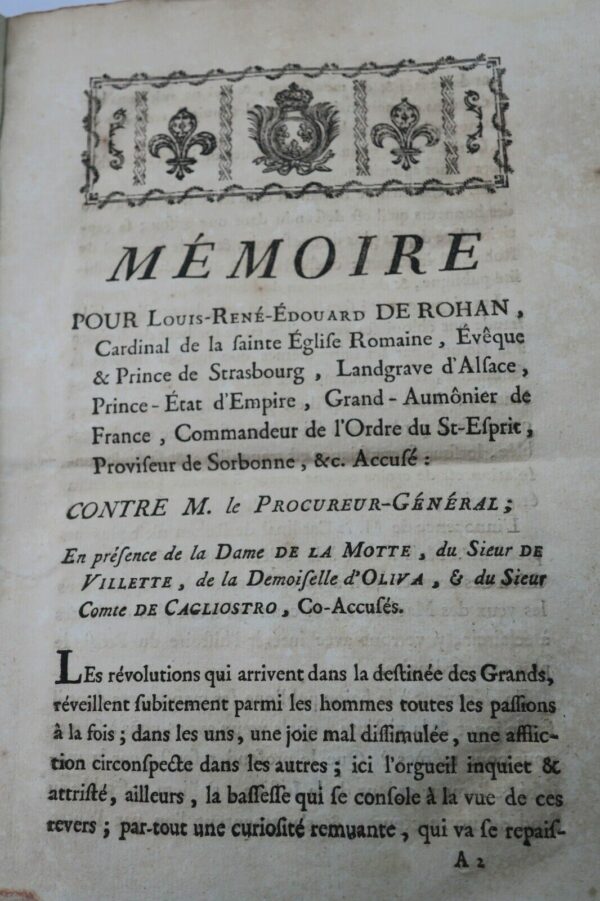 MÉMOIRE
POUR LOUIS-RENÉ-ÉDOUARD DE ROHAN,
Cardinal de la ſainte Égliſe Romaine, Évêque
& Prince de Strasbourg, Landgrave d'Alſace,
Prince-État d'Empire, Grand-Aumônier de
France, Commandeur de l'Ordre du St-Eſprit,
Proviſeur de Sorbonne, &c. Accuſé :
CONTRE M. le PROCUREUR-GÉNÉRAL ;
En préſence de la Dame DE LA MOTTE, du Sieur DE
VILLETTE, de la Demoiſelle d'OLIVA, & du Sieur
Comte DE CAGLIOSTRO, Co-Accuſés.
LEs révolutions qui arrivent dans la deſtinée des Grands,
réveillent ſubitement parmi les hommes toutes les paſſions
à la fois ; dans les uns, une joie mal diſſimulée, une afflic-
tion circonſpecte dans les autres ; ici l'orgueil inquiet &
attriſté, ailleurs, la baſſeſſe qui ſe conſole à la vue de ces
revers ; par-tout une curioſité remuante, qui va ſe repaiſ-
A 2